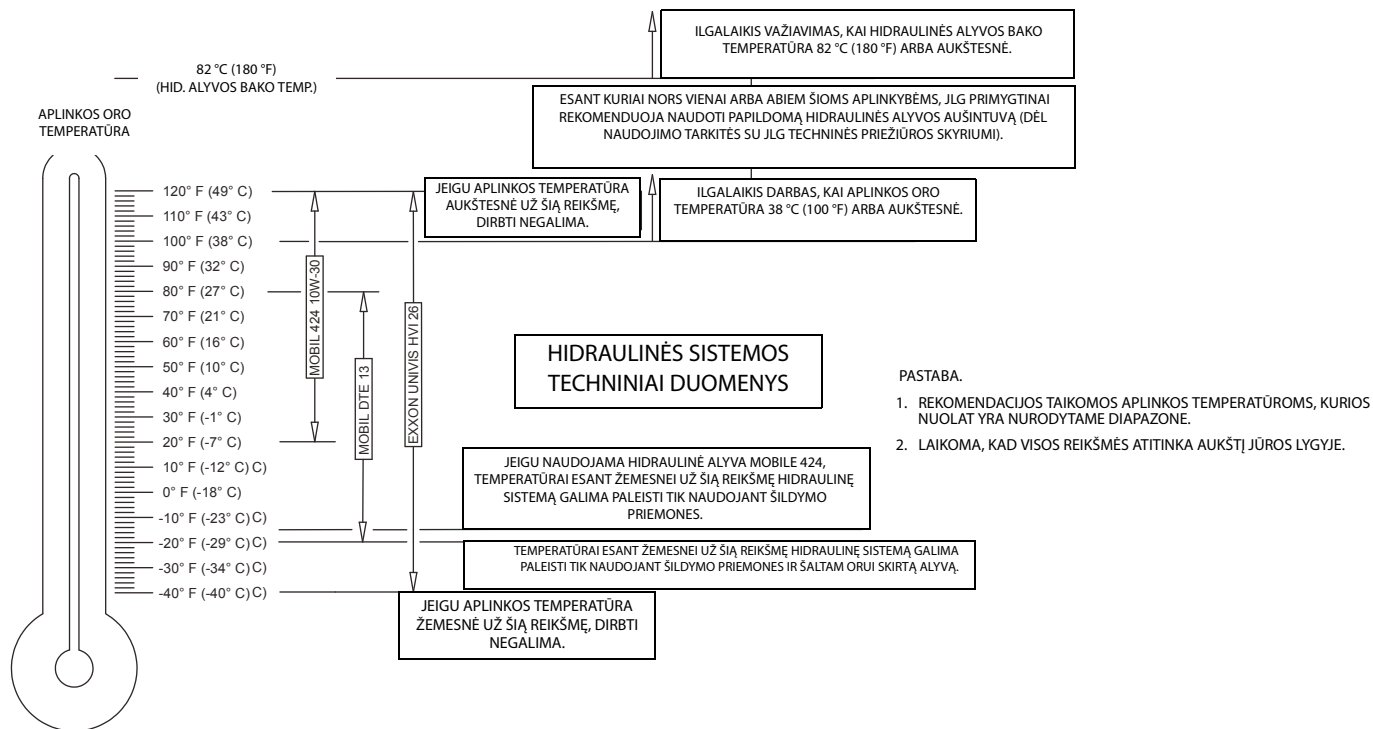 ILGALAIKIS VAŽIAVIMAS, KAI HIDRAULINĖS ALYVOS BAKO
TEMPERATŪRA 82 °C (180 °F) ARBA AUKŠTESNĖ.
82 °C (180 °F)
(HID. ALYVOS BAKO TEMP.)
ESANT KURIAI NORS VIENAI ARBA ABIEM ŠIOMS APLINKYBĖMS, JLG PRIMYGTINAI
REKOMENDUOJA NAUDOTI PAPILDOMĄ HIDRAULINĖS ALYVOS AUŠINTUVĄ (DĖL
NAUDOJIMO TARKITĖS SU JLG TECHNINĖS PRIEŽIŪROS SKYRIUMI).
APLINKOS ORO
TEMPERATŪRA
JEIGU APLINKOS TEMPERATŪRA
AUKŠTESNĖ UŽ ŠIĄ REIKŠMĘ,
DIRBTI NEGALIMA.
ILGALAIKIS DARBAS, KAI APLINKOS ORO
TEMPERATŪRA 38 °C (100 °F) ARBA AUKŠTESNĖ.
120° F (49° C)
110° F (43° C)
100° F (38° C)
90° F (32° C)
80° F (27° C)
70° F (21° C)
60° F (16° C)
50° F (10° C)
40° F (4° C)
30° F (-1° C)
20° F (-7° C)
10° F (-12° C) C)
0° F (-18° C)
-10° F (-23° C) C)
-20° F (-29° C) C)
-30° F (-34° C) C)
-40° F (-40° C) C)
MOBIL 424 10W-30
MOBIL DTE 13
EXXON UNIVIS HVI 26
HIDRAULINĖS SISTEMOS
TECHNINIAI DUOMENYS
PASTABA.
1. REKOMENDACIJOS TAIKOMOS APLINKOS TEMPERATŪROMS, KURIOS
NUOLAT YRA NURODYTAME DIAPAZONE.
2. LAIKOMA, KAD VISOS REIKŠMĖS ATITINKA AUKŠTĮ JŪROS LYGYJE.
JEIGU NAUDOJAMA HIDRAULINĖ ALYVA MOBILE 424,
TEMPERATŪRAI ESANT ŽEMESNEI UŽ ŠIĄ REIKŠMĘ HIDRAULINĘ
SISTEMĄ GALIMA PALEISTI TIK NAUDOJANT ŠILDYMO
PRIEMONES.
TEMPERATŪRAI ESANT ŽEMESNEI UŽ ŠIĄ REIKŠMĘ HIDRAULINĘ SISTEMĄ GALIMA
PALEISTI TIK NAUDOJANT ŠILDYMO PRIEMONES IR ŠALTAM ORUI SKIRTĄ ALYVĄ.
JEIGU APLINKOS TEMPERATŪRA
ŽEMESNĖ UŽ ŠIĄ REIKŠMĘ, DIRBTI
NEGALIMA.